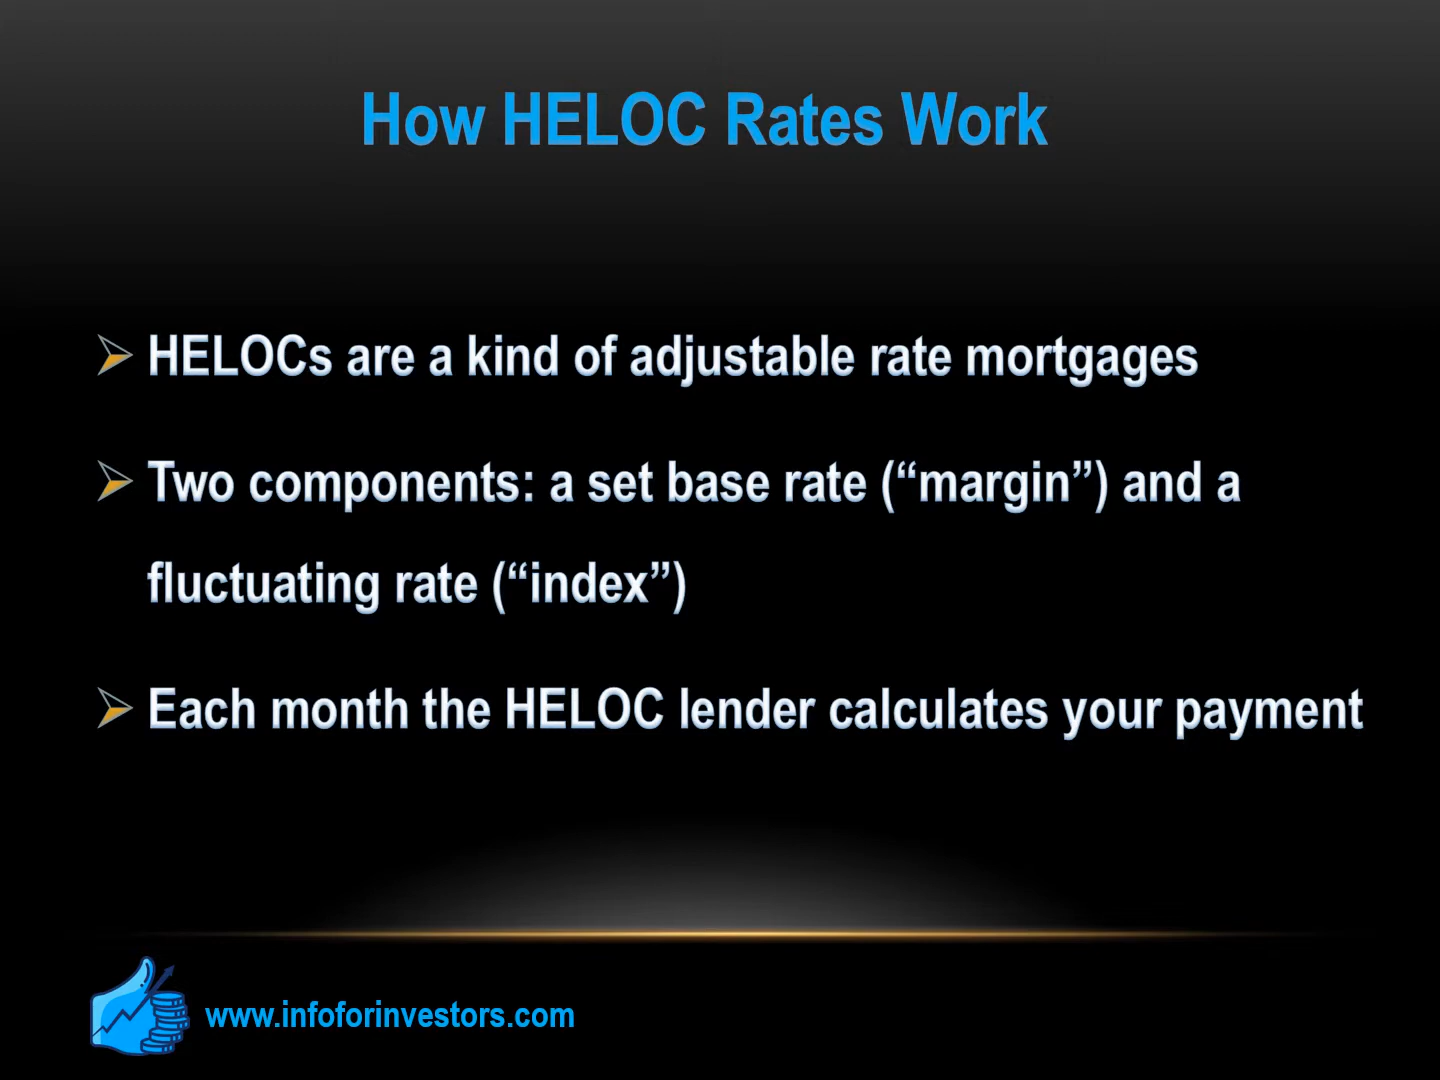 How HELOC Rates Work
HELOCs are a kind of adjustable rate mortgages
Two components: a set base rate (“margin”) and a
fluctuating rate (“index”)
Each month the HELOC lender calculates your payment
www.infoforinvestors.com